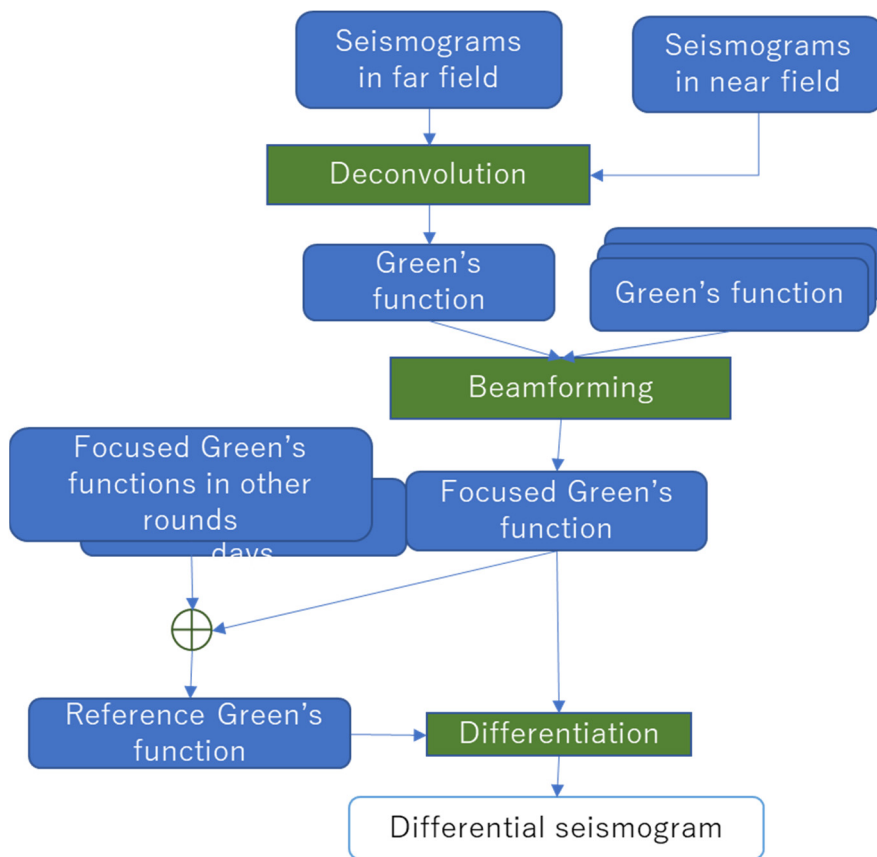 Seismograms
in far field
Seismograms
in near field
Deconvolution
Green's
function
Green's function
Beamforming
Focused Green's
functions in other
rounds
days
Focused Green's
function
Reference Green's
function
Differentiation
Differential seismogram